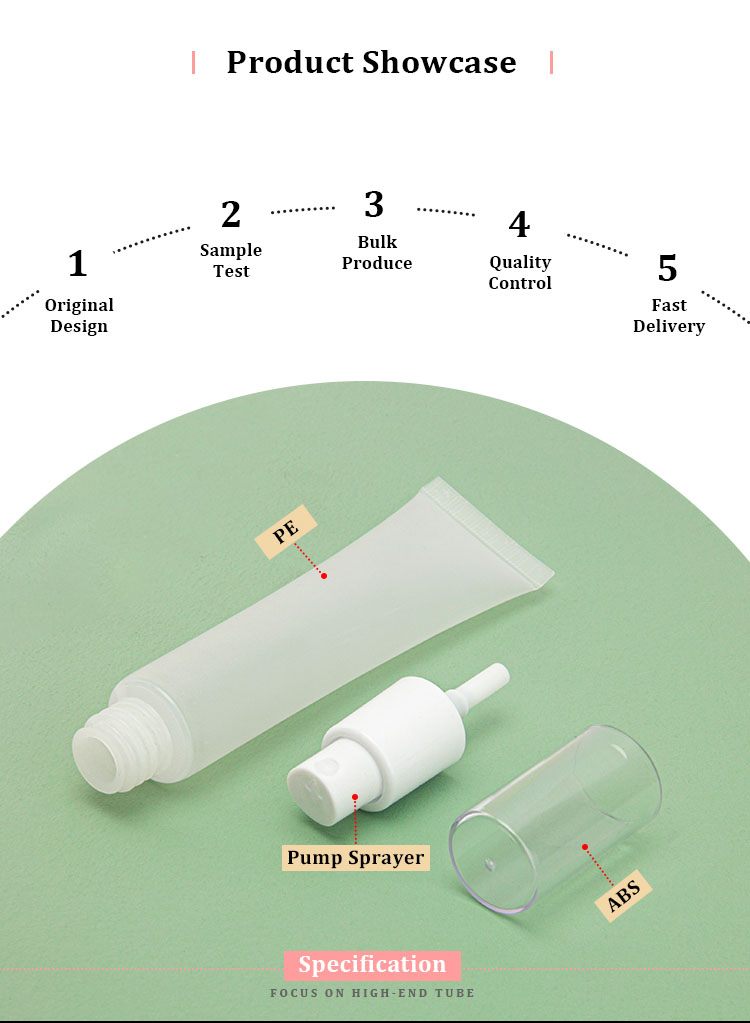 Product Showcase
1
Original
Design
2
Sample
Test
3
Bulk
Produce
4
Quality
Control
5
Fast
Delivery
PE
Pump Sprayer
ABS
Specification
FOCUS ON HIGH-END TUBE